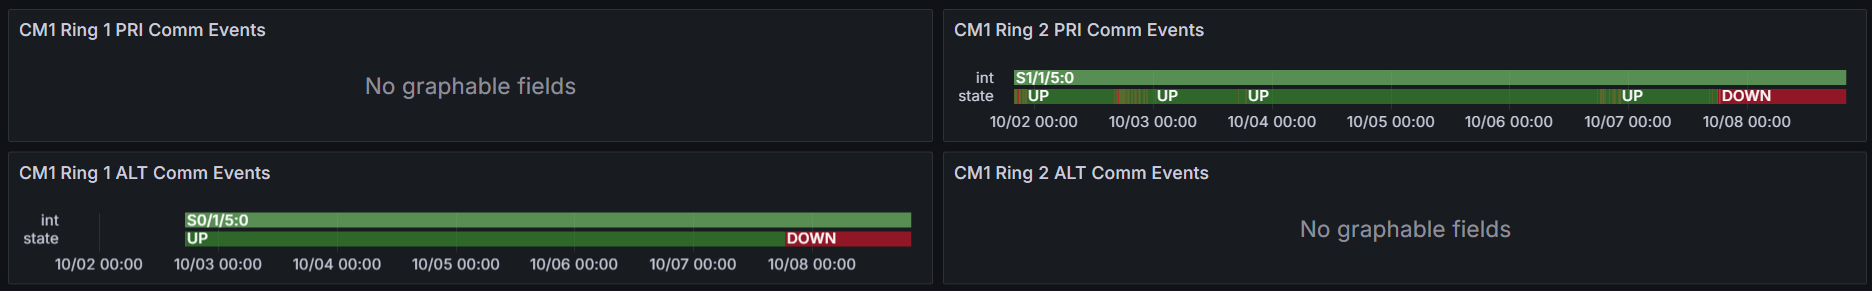 CM1 Ring 1 PRI Comm Events
No graphable fields
CM1 Ring 2 PRI Comm Events
int S1/1/5:0
state UP UP UP UP DOWN
10/02 00:00 10/03 00:00 10/04 00:00 10/05 00:00 10/06 00:00 10/07 00:00 10/08 00:00
CM1 Ring 1 ALT Comm Events
int S0/1/5:0
state UP DOWN
10/02 00:00 10/03 00:00 10/04 00:00 10/05 00:00 10/06 00:00 10/07 00:00 10/08 00:00
CM1 Ring 2 ALT Comm Events
No graphable fields